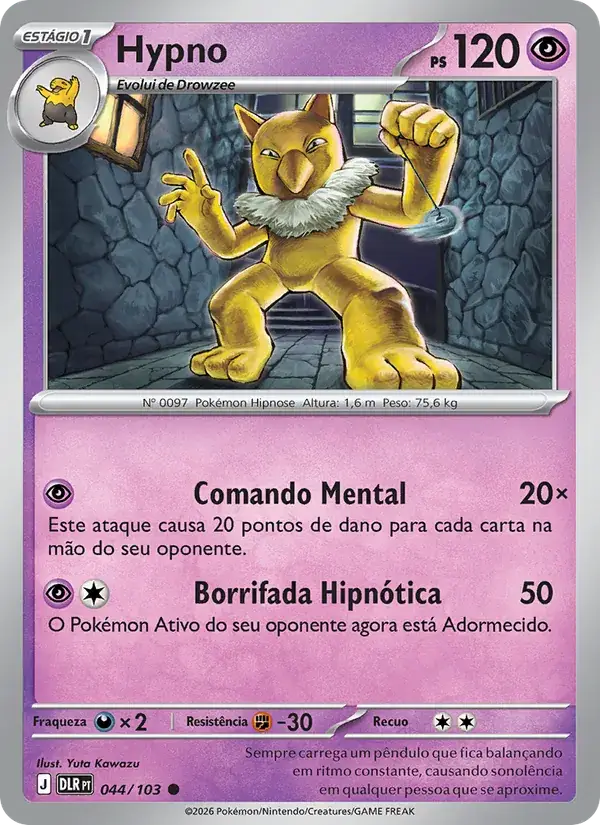 ESTÁGIO 1
Hypno
PS 120
Evolui de Drowzee
Nº 0097 Pokémon Hipnose Altura: 1,6 m Peso: 75,6 kg
Comando Mental 20×
Este ataque causa 20 pontos de dano para cada carta na
mão do seu oponente.
Borrifada Hipnótica 50
O Pokémon Ativo do seu oponente agora está Adormecido.
Fraqueza ×2 Resistência -30 Recuo
Ilust. Yuta Kawazu
Sempre carrega um pêndulo que fica balançando
em ritmo constante, causando sonolência
em qualquer pessoa que se aproxime.
J DLR PT 044/103
©2026 Pokémon/Nintendo/Creatures/GAME FREAK